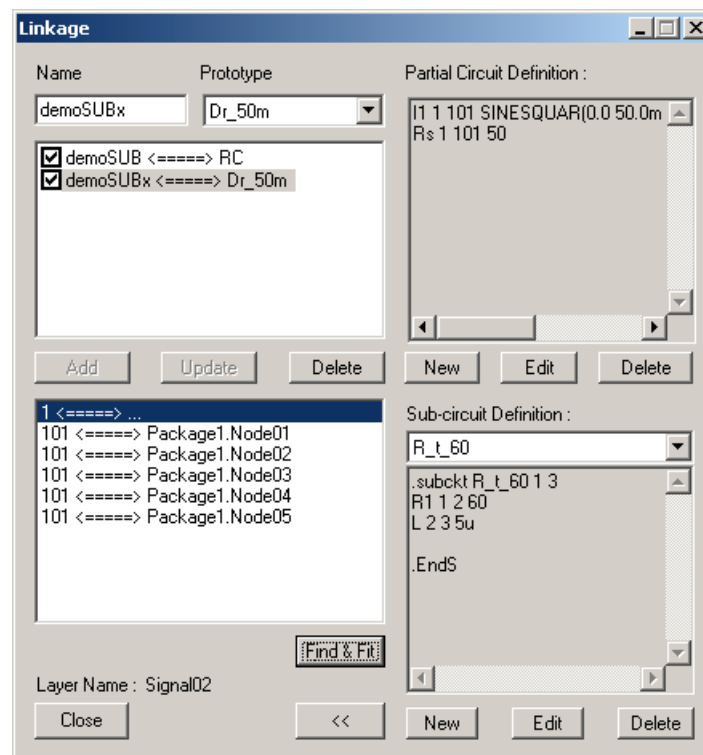 Linkage
Name
Prototype
demoSUBx
Dr_50m
demoSUB <=====> RC
demoSUBx <=====> Dr_50m
Add
Update
Delete
1 <=====> ...
101 <=====> Package1.Node01
101 <=====> Package1.Node02
101 <=====> Package1.Node03
101 <=====> Package1.Node04
101 <=====> Package1.Node05
Find & Fit
Layer Name : Signal02
Close
<<
Partial Circuit Definition :
I1 1 101 SINESQUAR(0.0 50.0m
Rs 1 101 50
New
Edit
Delete
Sub-circuit Definition :
R_t_60
.subckt R_t_60 1 3
R1 1 2 60
L 2 3 5u
.EndS
New
Edit
Delete